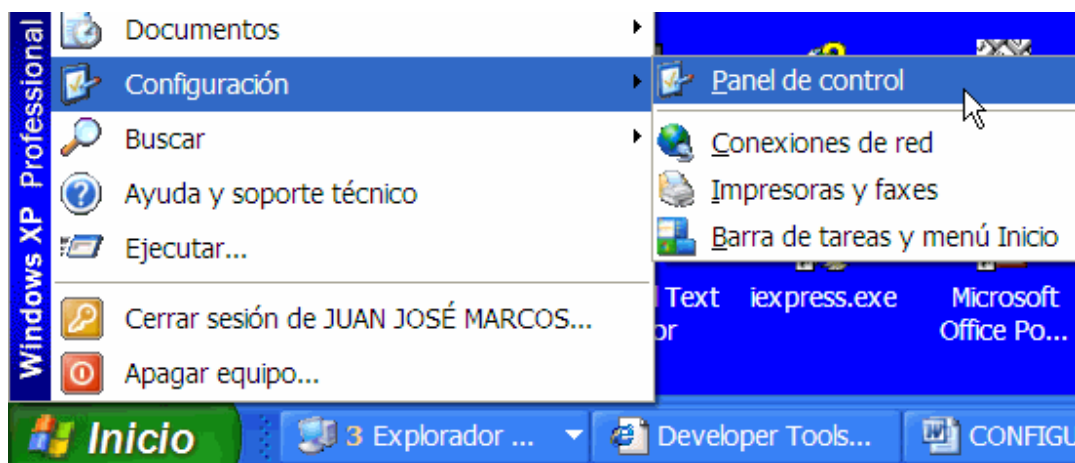 Windows XP Professional
Documentos
Configuración
Buscar
Ayuda y soporte técnico
Ejecutar...
Cerrar sesión de JUAN JOSÉ MARCOS...
Apagar equipo...
Panel de control
Conexiones de red
Impresoras y faxes
Barra de tareas y menú Inicio
Text
or
iexpress.exe
Microsoft
Office Po...
Inicio
3 Explorador ...
Developer Tools...
CONFIGU